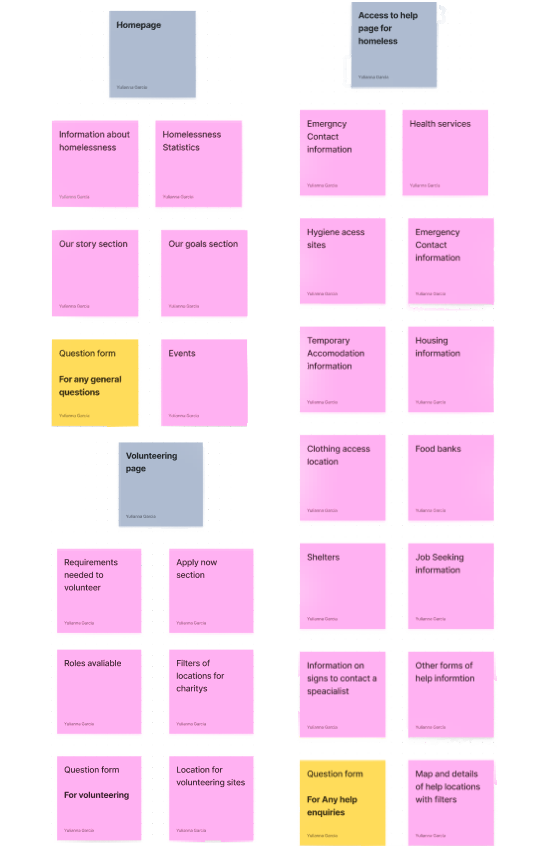 Homepage
Yulianna Garcia
Information about
homelessness
Yulianna Garcia
Homelessness
Statistics
Yulianna Garcia
Our story section
Yulianna Garcia
Our goals section
Yulianna Garcia
Question form
For any general
questions
Yulianna Garcia
Events
Yulianna Garcia
Volunteering
page
Yulianna Garcia
Requirements
needed to
volunteer
Yulianna Garcia
Apply now
section
Yulianna Garcia
Roles avaliable
Yulianna Garcia
Filters of
locations for
charitys
Yulianna Garcia
Question form
For volunteering
Yulianna Garcia
Location for
volunteering sites
Yulianna Garcia
Access to help
page for
homeless
Yulianna Garcia
Emergncy
Contact
information
Yulianna Garcia
Health services
Yulianna Garcia
Hygiene acess
sites
Yulianna Garcia
Emergency
Contact
information
Yulianna Garcia
Temporary
Accomodation
information
Yulianna Garcia
Housing
information
Yulianna Garcia
Clothing access
location
Yulianna Garcia
Food banks
Yulianna Garcia
Shelters
Yulianna Garcia
Job Seeking
information
Yulianna Garcia
Information on
signs to contact a
speacialist
Yulianna Garcia
Other forms of
help informtion
Yulianna Garcia
Question form
For Any help
enquiries
Yulianna Garcia
Map and details
of help locations
with filters
Yulianna Garcia